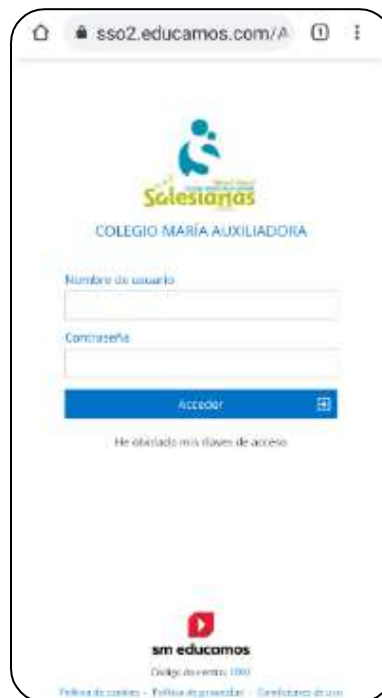 sso2.educamos.com/A
1
Salesianas
COLEGIO MARÍA AUXILIADORA
Nombre de usuario
Contraseña
Acceder
He olvidado mis claves de acceso
sm educamos
Código de centro:
Política de cookies - Política de privacidad - Condiciones de uso